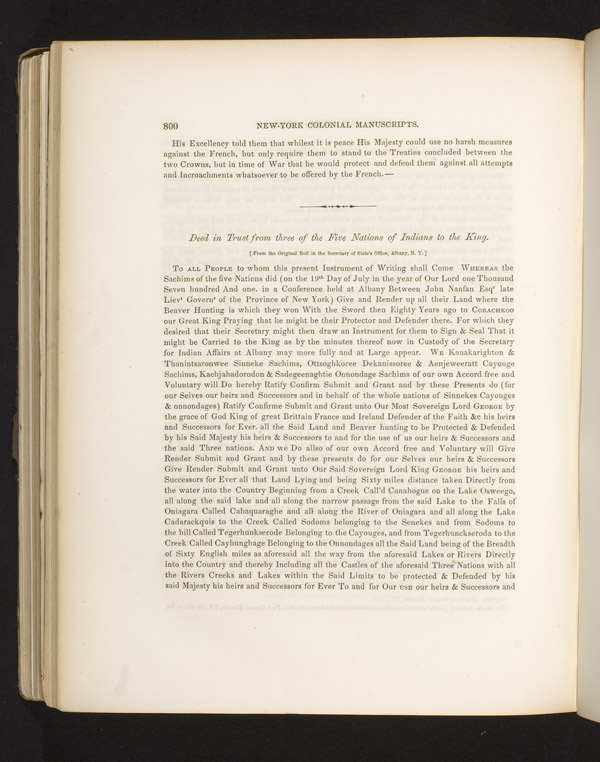 800 NEW-YORK COLONIAL MANUSCRIPTS.
His Excellency told them that whilest it is peace His Majesty could use no harsh measures
against the French, but only require them to stand to the Treaties concluded between the
two Crowns, but in time of War that he would protect and defend them against all attempts
and Incroachments whatsoever to be offered by the French.—
Deed in Trust from three of the Five Nations of Indians to the King.
[ From the Original Roll in the Secretary of State's Office, Albany, N. Y. ]
To all People to whom this present Instrument of Writing shall Come Whereas the
Sachims of the five Nations did (on the 19th Day of July in the year of Our Lord one Thousand
Seven hundred And one. in a Conference held at Albany Between John Nanfan Esqr late
Lievt Governr of the Province of New York) Give and Render up all their Land where the
Beaver Hunting is which they won With the Sword then Eighty Years ago to Corachkoo
our Great King Praying that he might be their Protector and Defender there. For which they
desired that their Secretary might then draw an Instrument for them to Sign & Seal That it
might be Carried to the King as by the minutes thereof now in Custody of the Secretary
for Indian Affairs at Albany may more fully and at Large appear. We Kanakarighton &
Thanintsaronwee Sinneke Sachims, Ottsoghkoree Dekanisoree & Aenjeweeratt Cayouge
Sachims, Kachjahadorodon & Sadegeenaghtie Onnondage Sachims of our own Accord free and
Voluntary will Do hereby Ratify Confirm Submit and Grant and by these Presents do (for
our Selves our heirs and Successors and in behalf of the whole nations of Sinnekes Cayouges
& onnondages) Ratify Confirme Submit and Grant unto Our Most Sovereign Lord George by
the grace of God King of great Brittain France and Ireland Defender of the Faith &c his heirs
and Successors for Ever. all the Said Land and Beaver hunting to be Protected & Defended
by his Said Majesty his heirs & Successors to and for the use of us our heirs & Successors and
the said Three nations. And we Do also of our own Accord free and Voluntary will Give
Render Submit and Grant and by these presents do for our Selves our heirs & Successors
Give Render Submit and Grant unto Our Said Sovereign Lord King George his heirs and
Successors for Ever all that Land Lying and being Sixty miles distance taken Directly from
the water into the Country Beginning from a Creek Call'd Canahogue on the Lake Osweego,
all along the said lake and all along the narrow passage from the said Lake to the Falls of
Oniagara Called Cahaquaraghe and all along the River of Oniagara and all along the Lake
Cadarackquis to the Creek Called Sodoms belonging to the Senekes and from Sodoms to
the hill Called Tegerhunkserode Belonging to the Cayouges, and from Tegerhunckseroda to the
Creek Called Cayhunghage Belonging to the Onnondages all the Said Land being of the Breadth
of Sixty English miles as aforesaid all the way from the aforesaid Lakes or Rivers Directly
into the Country and thereby Including all the Castles of the aforesaid Three Nations with all
the Rivers Creeks and Lakes within the Said Limits to be protected & Defended by his
said Majesty his heirs and Successors for Ever To and for Our use our heirs & Successors and